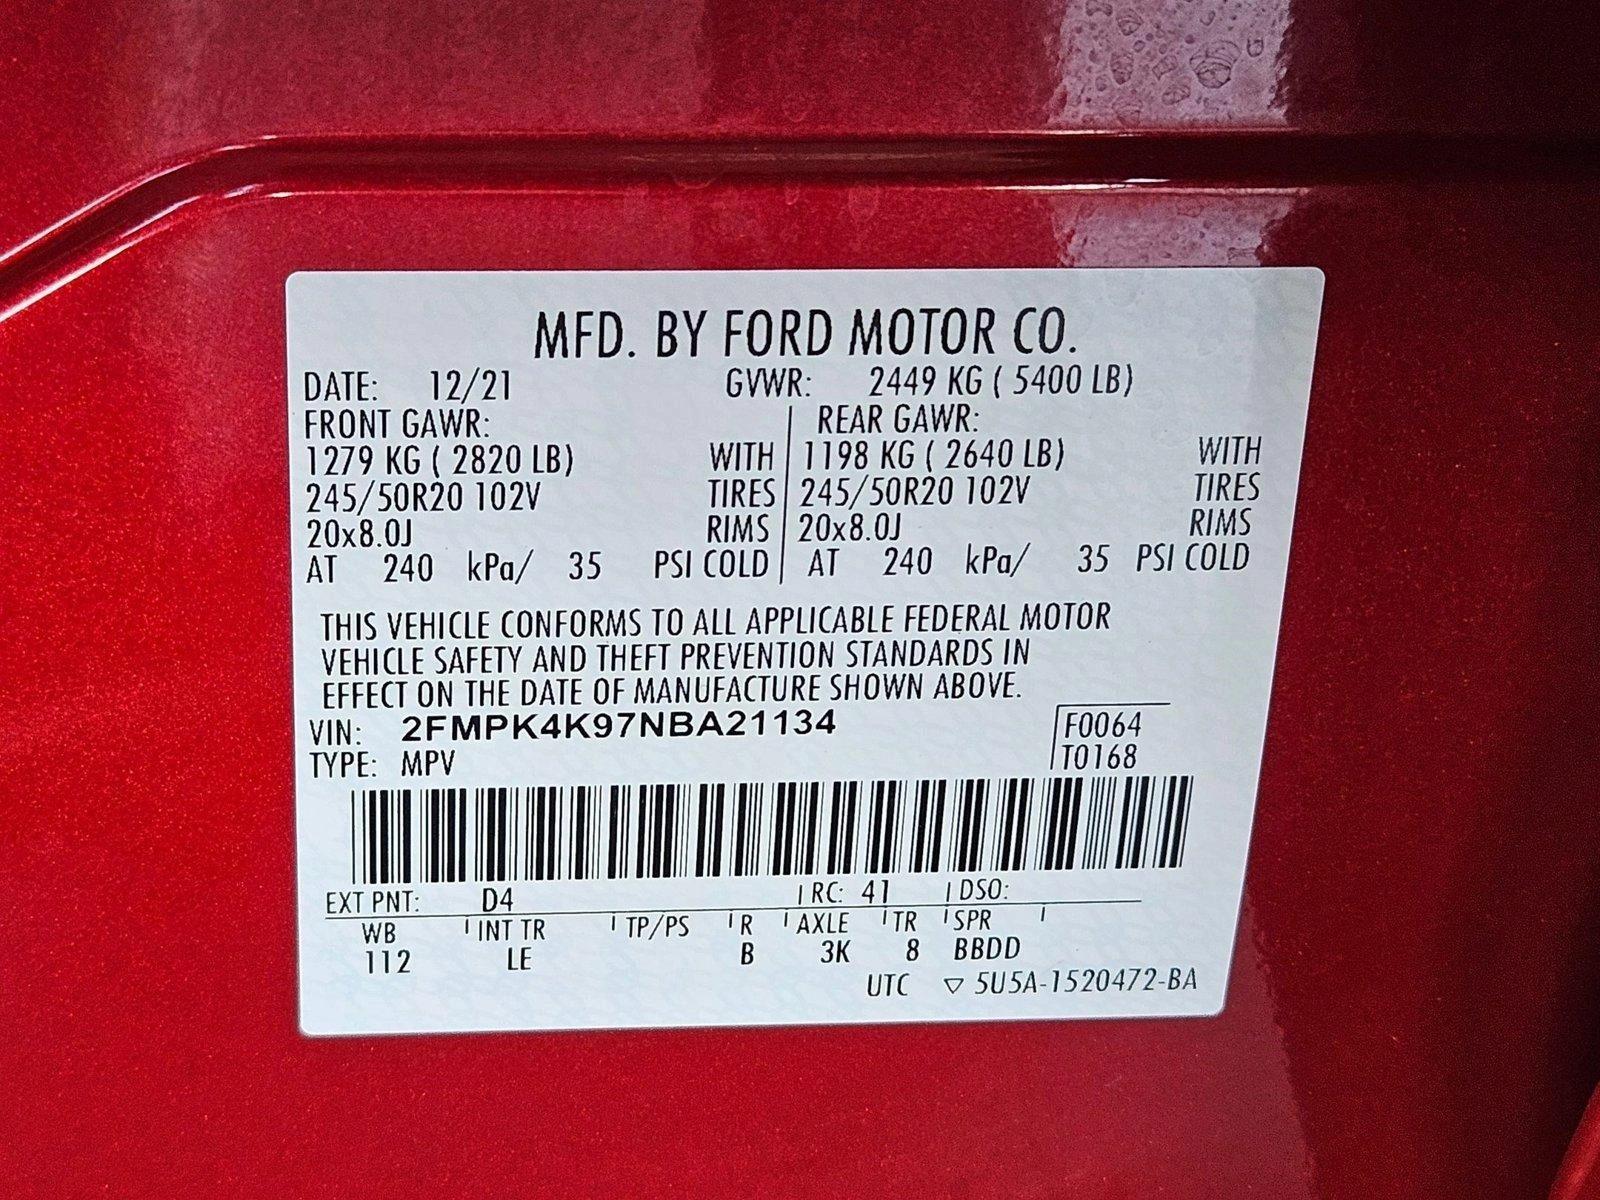 MFD. BY FORD MOTOR CO.
DATE: 12/21 GVWR: 2449 KG ( 5400 LB)
FRONT GAWR: REAR GAWR:
1279 KG ( 2820 LB) WITH 1198 KG ( 2640 LB) WITH
245/50R20 102V TIRES 245/50R20 102V TIRES
20x8.0J RIMS 20x8.0J RIMS
AT 240 kPa/ 35 PSI COLD AT 240 kPa/ 35 PSI COLD
THIS VEHICLE CONFORMS TO ALL APPLICABLE FEDERAL MOTOR
VEHICLE SAFETY AND THEFT PREVENTION STANDARDS IN
EFFECT ON THE DATE OF MANUFACTURE SHOWN ABOVE.
VIN: 2FMPK4K97NBA21134 F0064
TYPE: MPV T0168
EXT PNT: D4 RC: 41 DSO:
WB INT TR TP/PS R AXLE TR SPR
112 LE B 3K 8 BBDD
UTC ▽ 5U5A-1520472-BA